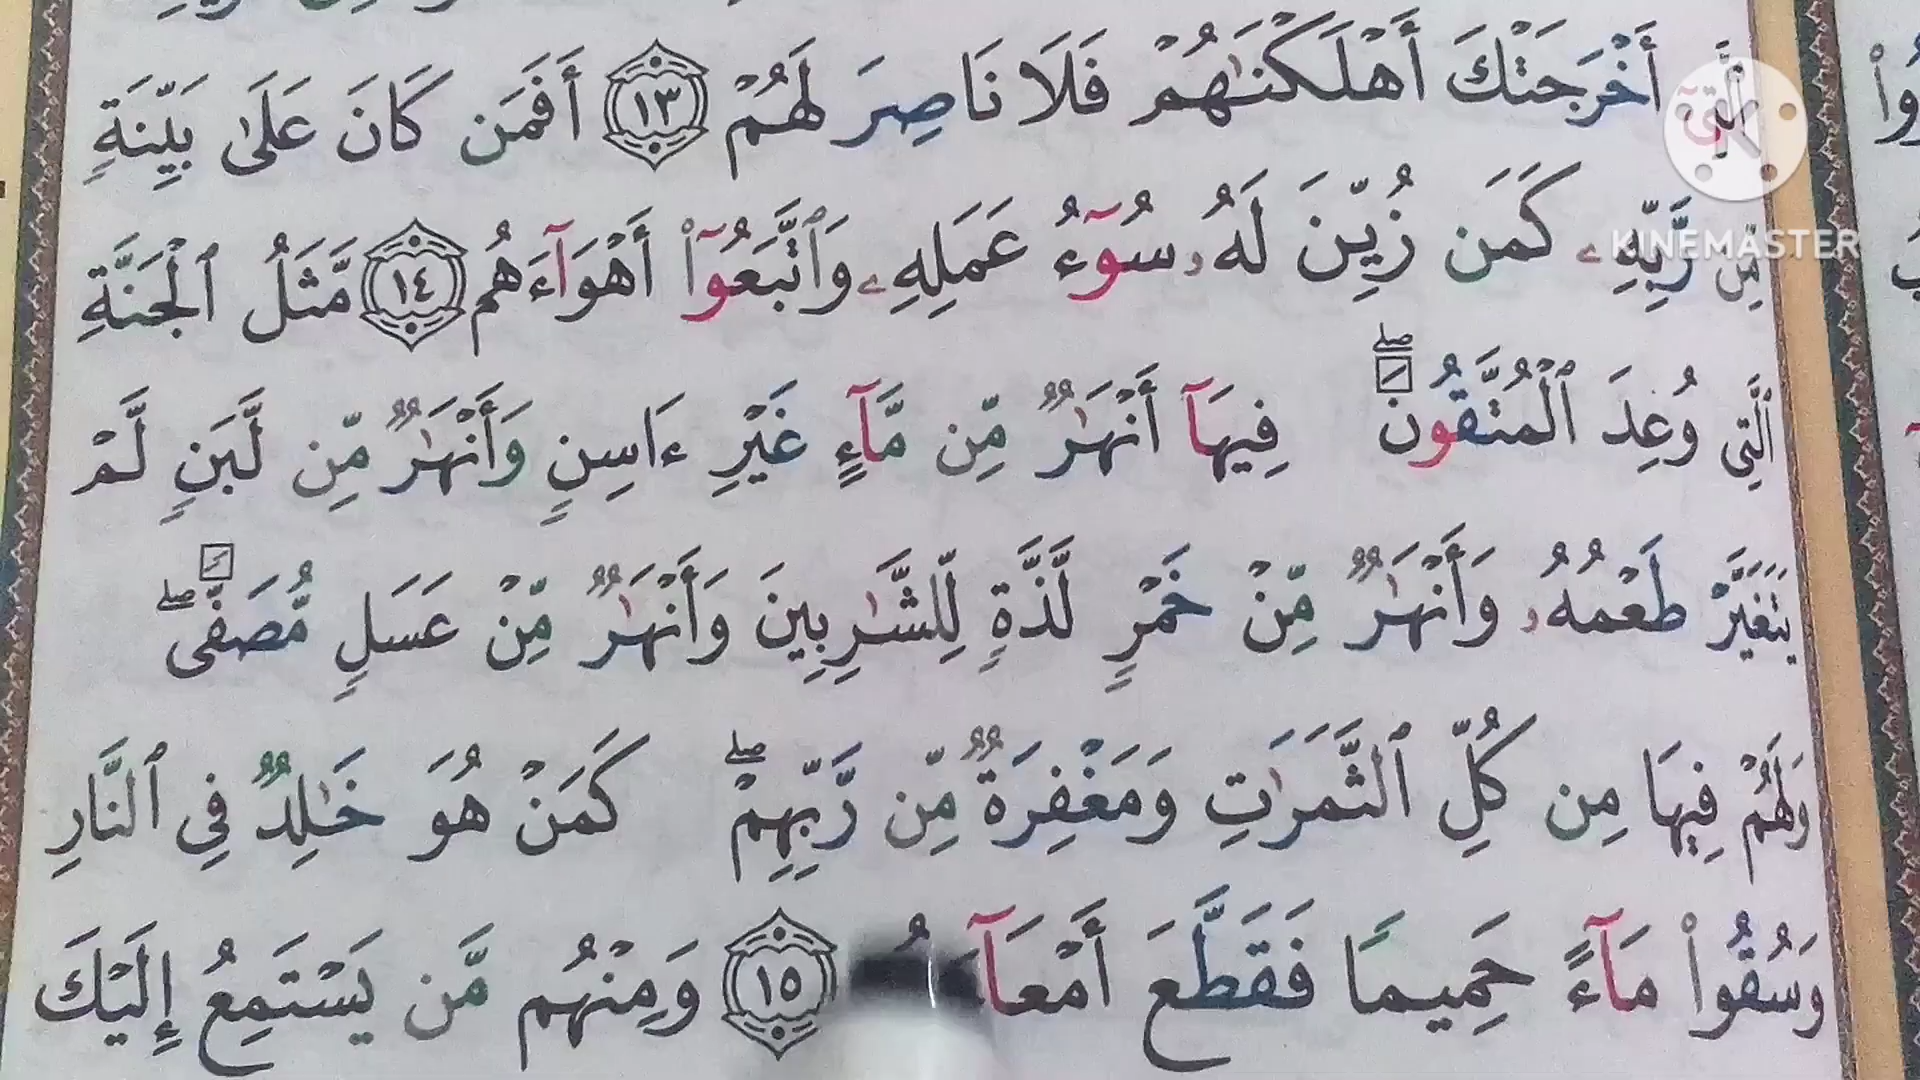 ٱلَّتِىٓ أَخْرَجَتْكَ أَهْلَكْنَٰهُمْ فَلَا نَاصِرَ لَهُمْ ١٣ أَفَمَن كَانَ عَلَىٰ بَيِّنَةٍ
مِّن رَّبِّهِۦ كَمَن زُيِّنَ لَهُۥ سُوٓءُ عَمَلِهِۦ وَٱتَّبَعُوٓا۟ أَهْوَآءَهُم ١٤ مَّثَلُ ٱلْجَنَّةِ
KINEMASTER
ٱلَّتِى وُعِدَ ٱلْمُتَّقُونَ ۖ فِيهَآ أَنْهَٰرٌ مِّن مَّآءٍ غَيْرِ ءَاسِنٍ وَأَنْهَٰرٌ مِّن لَّبَنٍ لَّمْ
يَتَغَيَّرْ طَعْمُهُۥ وَأَنْهَٰرٌ مِّنْ خَمْرٍ لَّذَّةٍ لِّلشَّٰرِبِينَ وَأَنْهَٰرٌ مِّنْ عَسَلٍ مُّصَفًّى ۖ
وَلَهُمْ فِيهَا مِن كُلِّ ٱلثَّمَرَٰتِ وَمَغْفِرَةٌ مِّن رَّبِّهِمْ ۖ كَمَنْ هُوَ خَٰلِدٌ فِى ٱلنَّارِ
وَسُقُوا۟ مَآءً حَمِيمًا فَقَطَّعَ ١٥ وَمِنْهُم مَّن يَسْتَمِعُ إِلَيْكَ